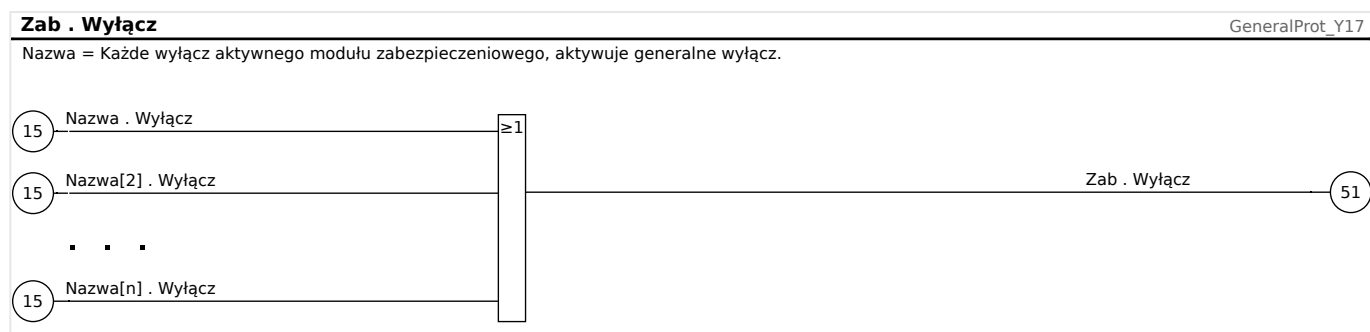 Zab . Wyłącz
GeneralProt_Y17
Nazwa = Każde wyłącz aktywnego modułu zabezpieczeniowego, aktywuje generalne wyłącz.
15
Nazwa . Wyłącz
≥1
15
Nazwa[2] . Wyłącz
Zab . Wyłącz
51
. . .
15
Nazwa[n] . Wyłącz